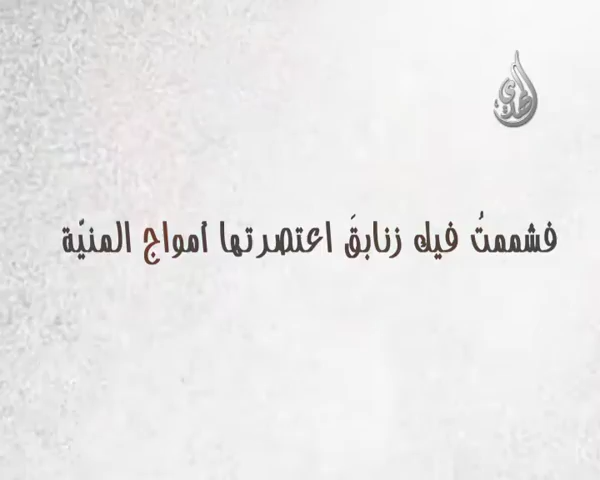 فشممتُ فيك زنابقَ اعتصرتها أمواج المنيّة